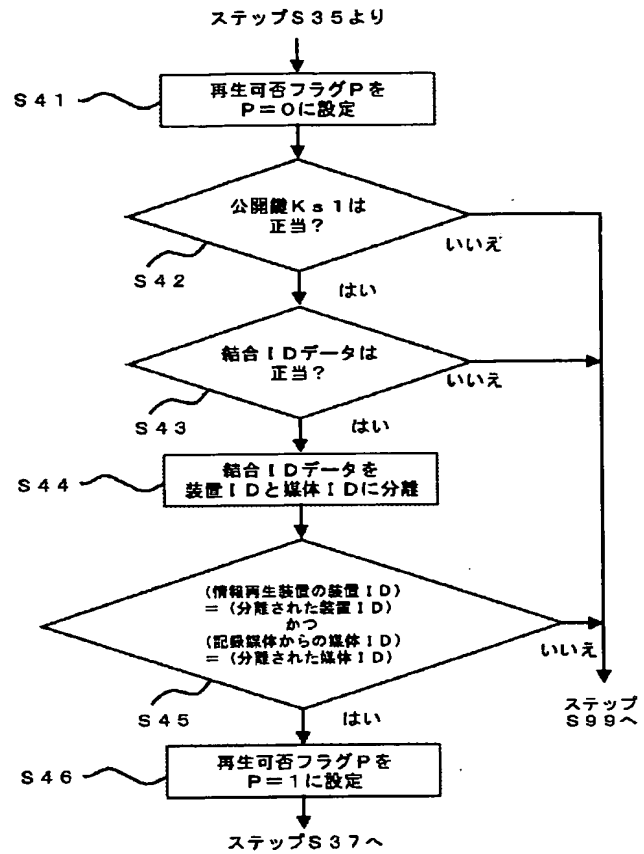 ステップS35より
S41
再生可否フラグPを
P=0に設定
公開鍵Ks1は
正当?
いいえ
S42
はい
結合IDデータは
正当?
いいえ
S43
はい
S44
結合IDデータを
装置IDと媒体IDに分離
(情報再生装置の装置ID)
=(分離された装置ID)
かつ
(記録媒体からの媒体ID)
=(分離された媒体ID)
いいえ
S45
はい
ステップ
S99へ
S46
再生可否フラグPを
P=1に設定
ステップS37へ